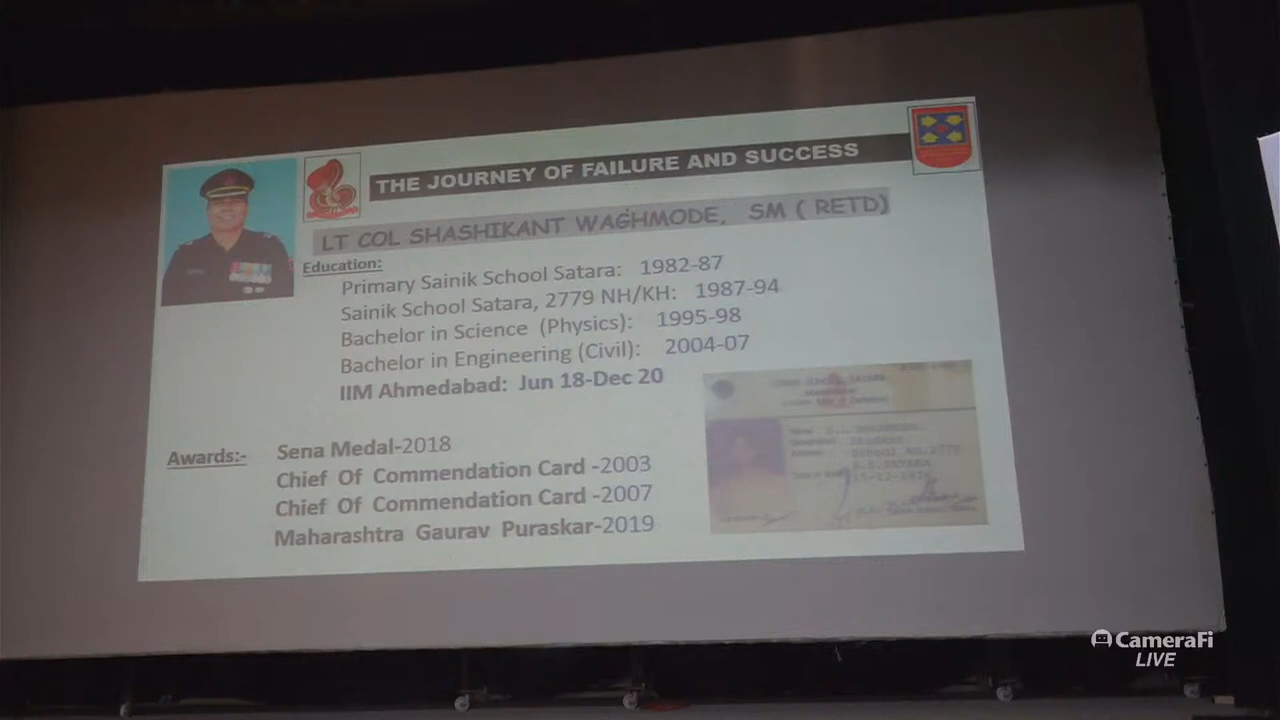 THE JOURNEY OF FAILURE AND SUCCESS
LT COL SHASHIKANT WAGHMODE, SM ( RETD)
Education:
Primary Sainik School Satara: 1982-87
Sainik School Satara, 2779 NH/KH: 1987-94
Bachelor in Science (Physics): 1995-98
Bachelor in Engineering (Civil): 2004-07
IIM Ahmedabad: Jun 18-Dec 20
Awards:- Sena Medal-2018
Chief Of Commendation Card -2003
Chief Of Commendation Card -2007
Maharashtra Gaurav Puraskar-2019
CameraFi
LIVE